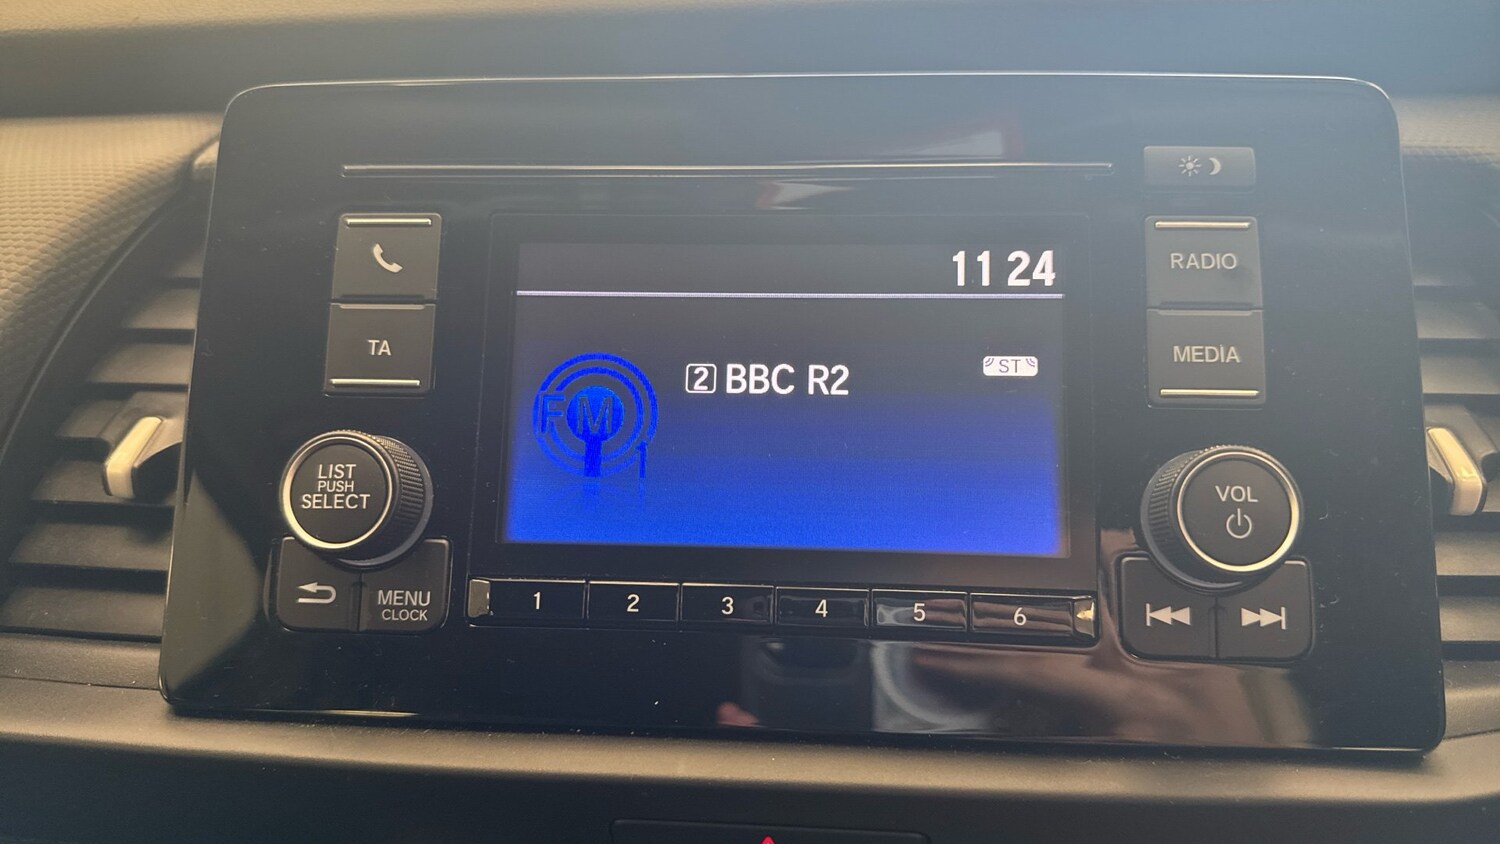 11 24
2 BBC R2
ST
FM
1
TA
LIST
PUSH
SELECT
MENU
CLOCK
1 2 3 4 5 6
RADIO
MEDIA
VOL